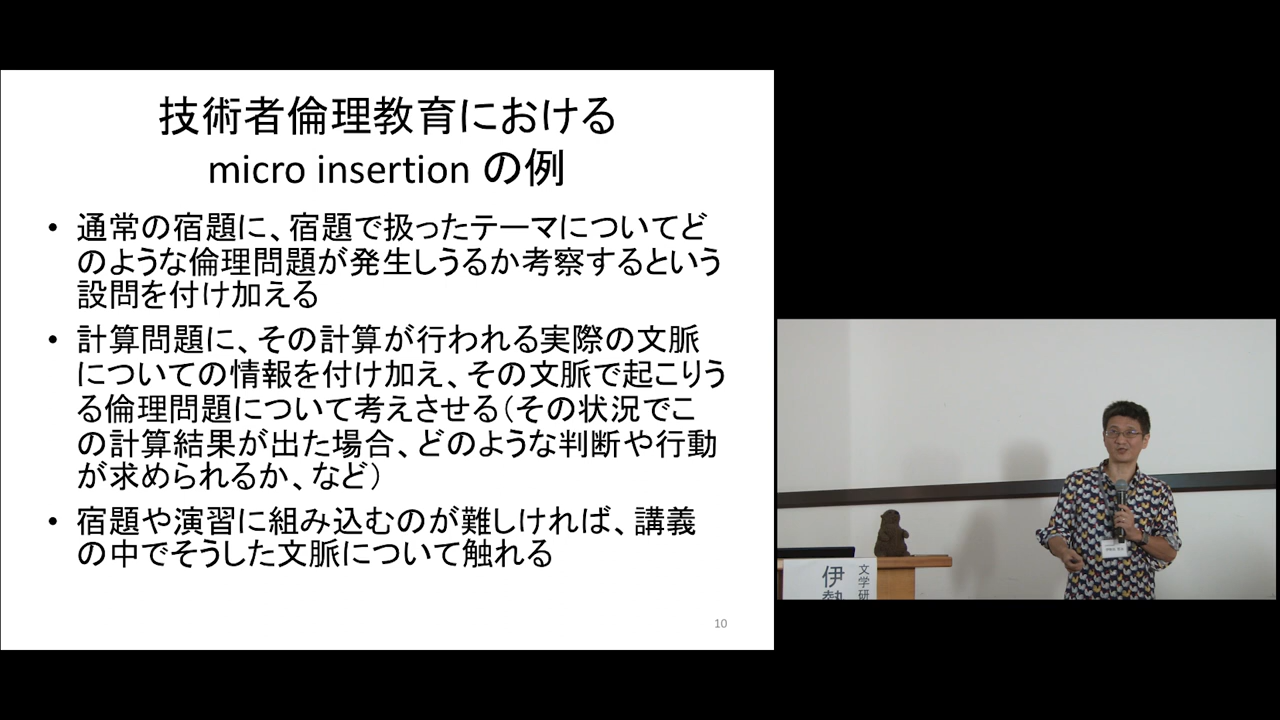 技術者倫理教育における
micro insertion の例
• 通常の宿題に、宿題で扱ったテーマについてど
のような倫理問題が発生しうるか考察するという
設問を付け加える
• 計算問題に、その計算が行われる実際の文脈
についての情報を付け加え、その文脈で起こりう
る倫理問題について考えさせる(その状況でこ
の計算結果が出た場合、どのような判断や行動
が求められるか、など)
• 宿題や演習に組み込むのが難しければ、講義
の中でそうした文脈について触れる
10
文学研
伊勢